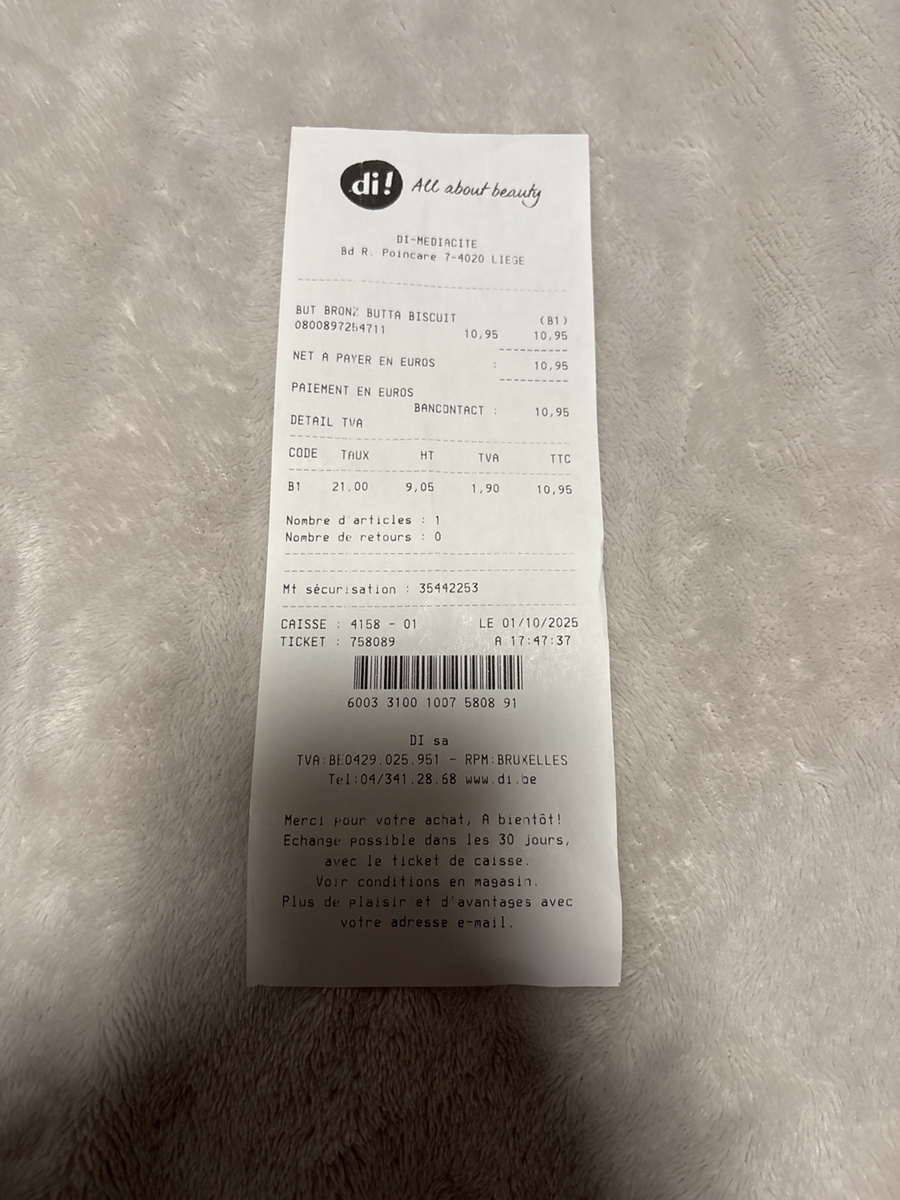 di! All about beauty
DI-MEDIACITE
Bd R. Poincare 7-4020 LIEGE
BUT BRONZ BUTTA BISCUIT (B1)
0800897254711 10,95 10,95
NET A PAYER EN EUROS : 10,95
PAIEMENT EN EUROS
BANCONTACT : 10,95
DETAIL TVA
CODE TAUX HT TVA TTC
B1 21,00 9,05 1,90 10,95
Nombre d'articles : 1
Nombre de retours : 0
Mt sécurisation : 35442253
CAISSE : 4158 - 01 LE 01/10/2025
TICKET : 758089 A 17:47:37
6003 3100 1007 5808 91
DI sa
TVA:BE0429.025.951 - RPM:BRUXELLES
Tel:04/341.28.68 www.di.be
Merci pour votre achat, A bientôt!
Echange possible dans les 30 jours,
avec le ticket de caisse.
Voir conditions en magasin.
Plus de plaisir et d'avantages avec
votre adresse e-mail.